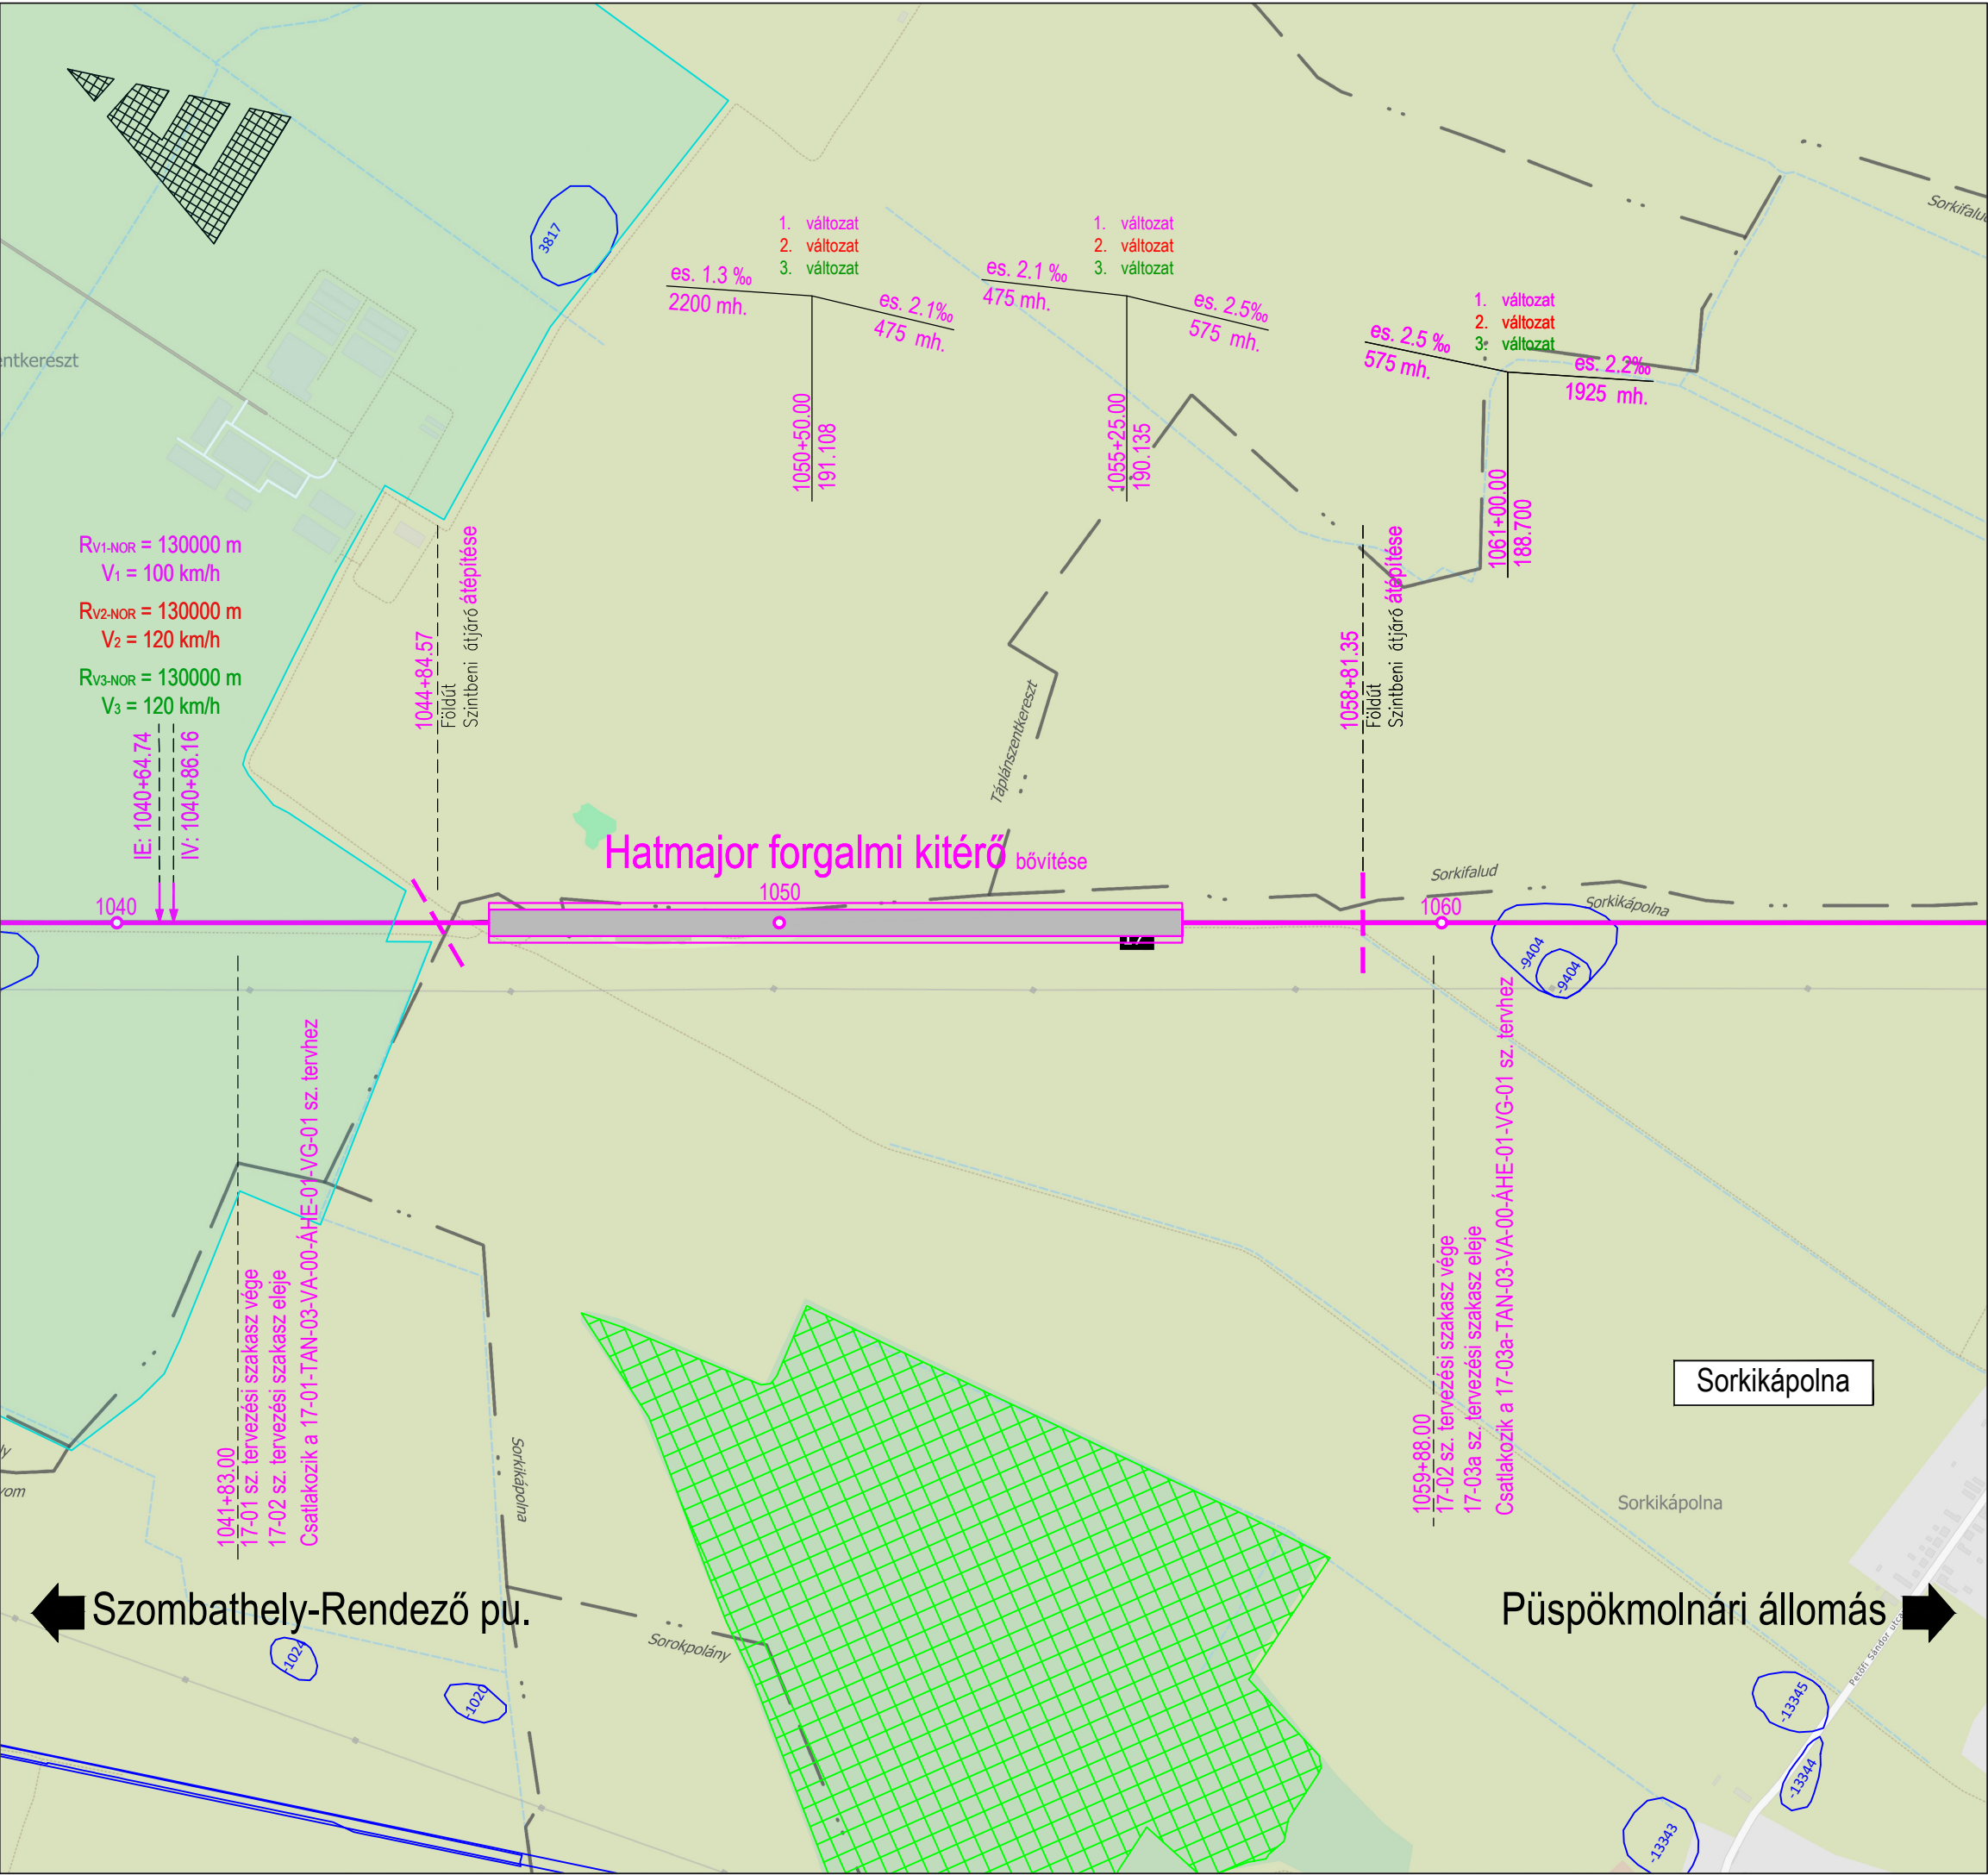 Sorkifalud
3817
1. változat
2. változat
3. változat
es. 1.3 ‰
2200 mh.
es. 2.1‰
475 mh.
1050+50.00
191.108
1. változat
2. változat
3. változat
es. 2.1 ‰
475 mh.
es. 2.5‰
575 mh.
1055+25.00
190.135
1. változat
2. változat
3. változat
es. 2.5 ‰
575 mh.
es. 2.2‰
1925 mh.
1061+00.00
188.700
entkereszt
RV1-NOR = 130000 m
V1 = 100 km/h
RV2-NOR = 130000 m
V2 = 120 km/h
RV3-NOR = 130000 m
V3 = 120 km/h
IE: 1040+64.74
IV: 1040+86.16
1044+84.57
Földút
Szintbeni átjáró átépítése
1058+81.35
Földút
Szintbeni átjáró átépítése
Táplánszentkereszt
Hatmajor forgalmi kitérő bővítése
1040
1050
1060
Sorkifalud
Sorkikápolna
-9404
-9404
1041+83.00
17-01 sz. tervezési szakasz vége
17-02 sz. tervezési szakasz eleje
Csatlakozik a 17-01-TAN-03-VA-00-ÁHE-01-VG-01 sz. tervhez
1059+88.00
17-02 sz. tervezési szakasz vége
17-03a sz. tervezési szakasz eleje
Csatlakozik a 17-03a-TAN-03-VA-00-ÁHE-01-VG-01 sz. tervhez
Sorkikápolna
Sorkikápolna
Sorkikápolna
Szombathely-Rendező pu.
Püspökmolnári állomás
Petőfi Sándor utca
Sorokpolány
-1024
-1020
-13345
-13344
-13343